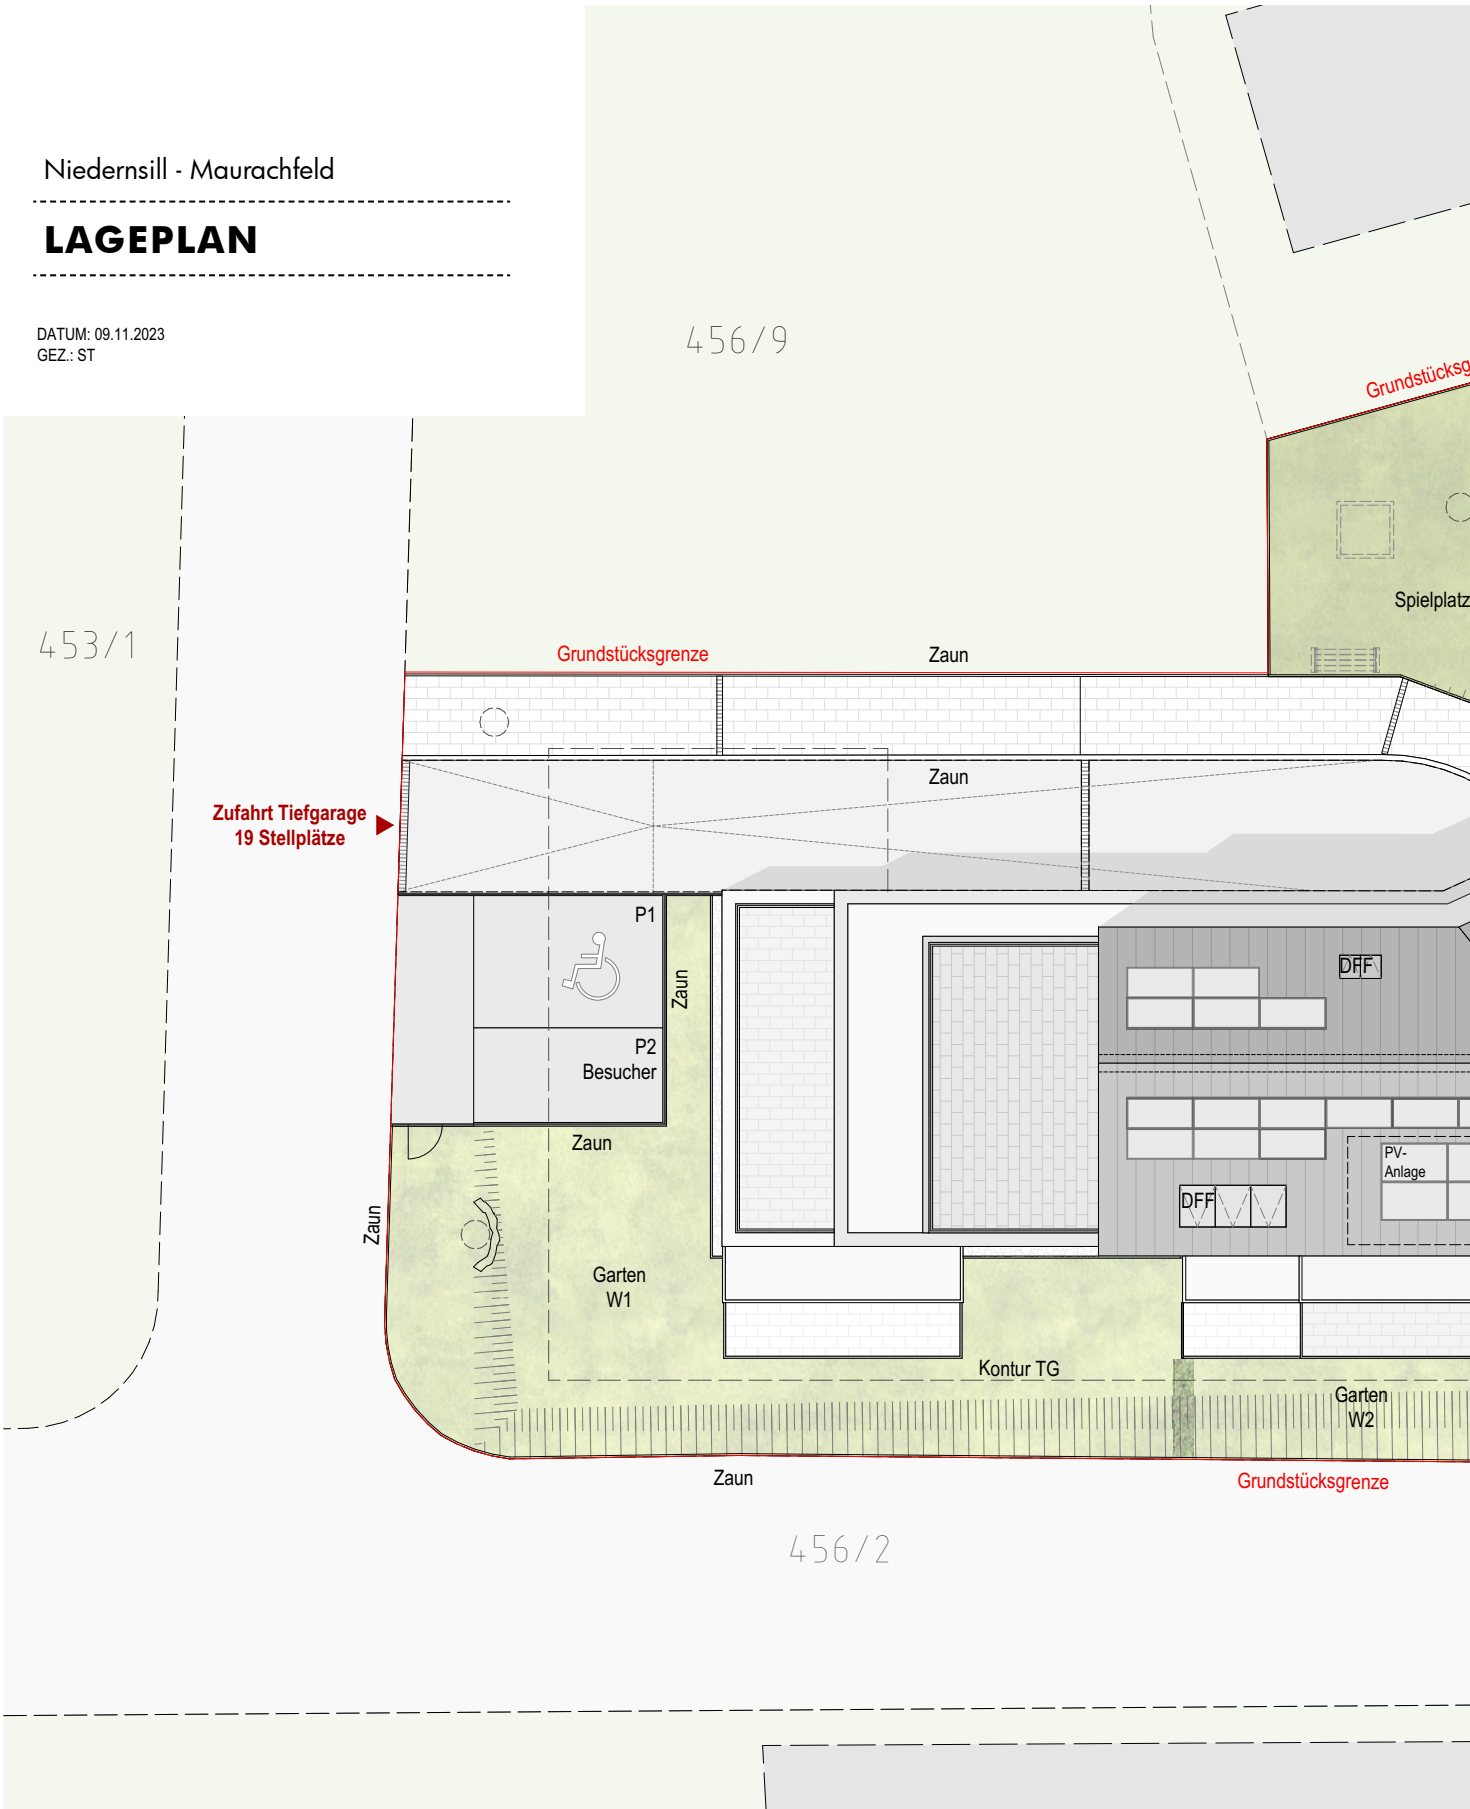 Niedernsill - Maurachfeld
LAGEPLAN
DATUM: 09.11.2023
GEZ.: ST
456/9
Grundstücksg
453/1
Spielplatz
Grundstücksgrenze
Zaun
Zaun
Zufahrt Tiefgarage
19 Stellplätze
P1
Zaun
DFF
P2
Besucher
Zaun
PV-
Anlage
DFF
Zaun
Garten
W1
Kontur TG
Garten
W2
Zaun
Grundstücksgrenze
456/2